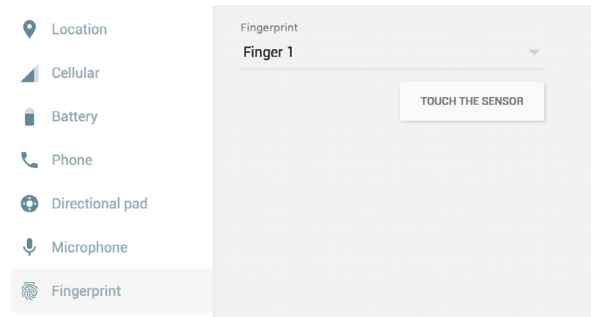 Location
Cellular
Battery
Phone
Directional pad
Microphone
Fingerprint
Fingerprint
Finger 1
TOUCH THE SENSOR